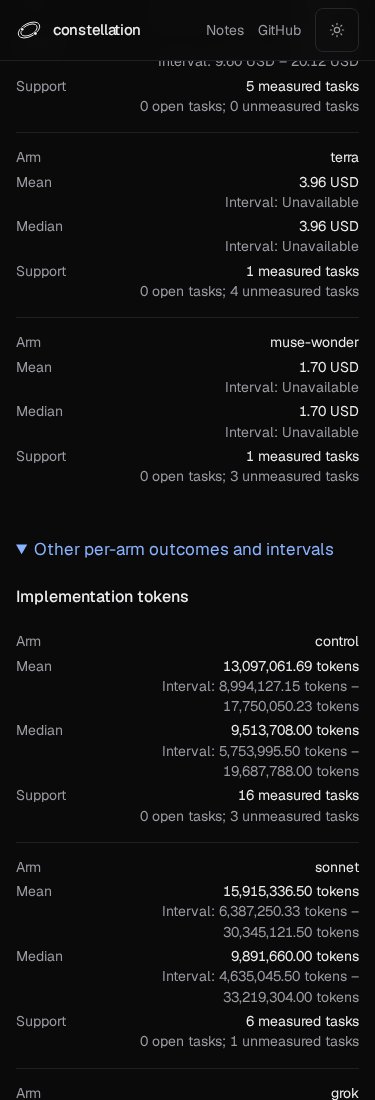 constellation Notes GitHub
Interval: 9.60 USD – 20.12 USD
Support 5 measured tasks
0 open tasks; 0 unmeasured tasks
Arm terra
Mean 3.96 USD
Interval: Unavailable
Median 3.96 USD
Interval: Unavailable
Support 1 measured tasks
0 open tasks; 4 unmeasured tasks
Arm muse-wonder
Mean 1.70 USD
Interval: Unavailable
Median 1.70 USD
Interval: Unavailable
Support 1 measured tasks
0 open tasks; 3 unmeasured tasks
▼ Other per-arm outcomes and intervals
Implementation tokens
Arm control
Mean 13,097,061.69 tokens
Interval: 8,994,127.15 tokens –
17,750,050.23 tokens
Median 9,513,708.00 tokens
Interval: 5,753,995.50 tokens –
19,687,788.00 tokens
Support 16 measured tasks
0 open tasks; 3 unmeasured tasks
Arm sonnet
Mean 15,915,336.50 tokens
Interval: 6,387,250.33 tokens –
30,345,121.50 tokens
Median 9,891,660.00 tokens
Interval: 4,635,045.50 tokens –
33,219,304.00 tokens
Support 6 measured tasks
0 open tasks; 1 unmeasured tasks
Arm grok